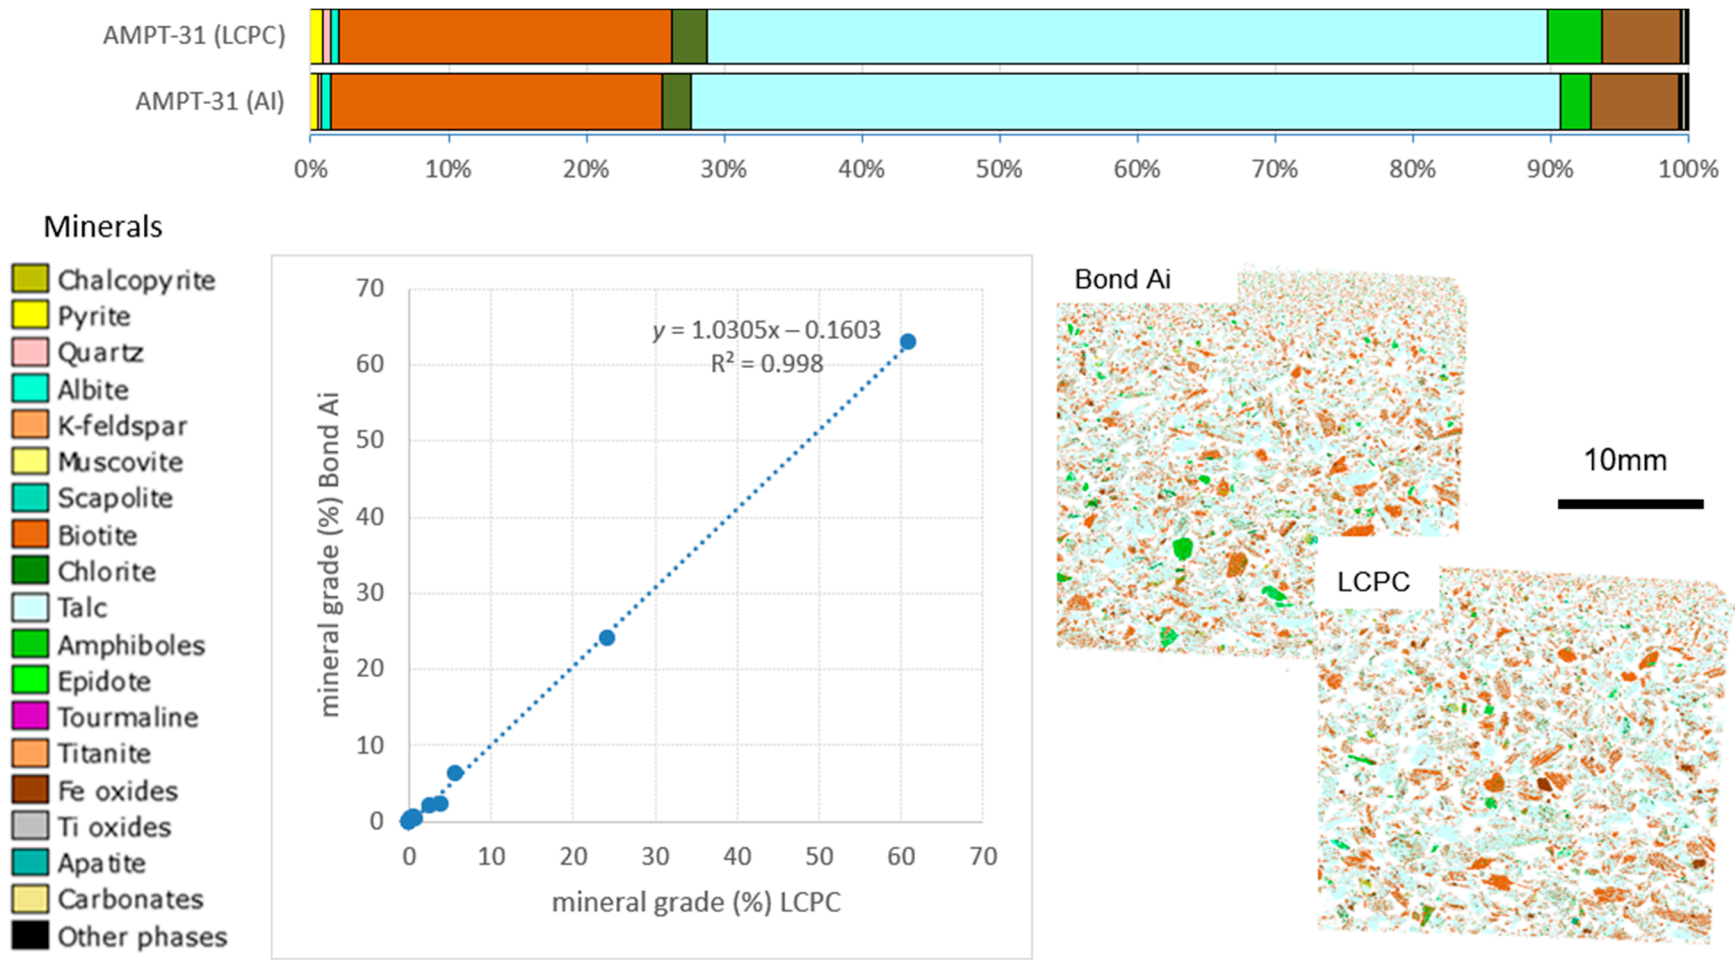 AMPT-31 (LCPC)
AMPT-31 (AI)
0% 10% 20% 30% 40% 50% 60% 70% 80% 90% 100%
Minerals
Chalcopyrite
Pyrite
Quartz
Albite
K-feldspar
Muscovite
Scapolite
Biotite
Chlorite
Talc
Amphiboles
Epidote
Tourmaline
Titanite
Fe oxides
Ti oxides
Apatite
Carbonates
Other phases
mineral grade (%) Bond Ai
70
60
50
40
30
20
10
0
y = 1.0305x – 0.1603
R² = 0.998
0 10 20 30 40 50 60 70
mineral grade (%) LCPC
Bond Ai
10mm
LCPC